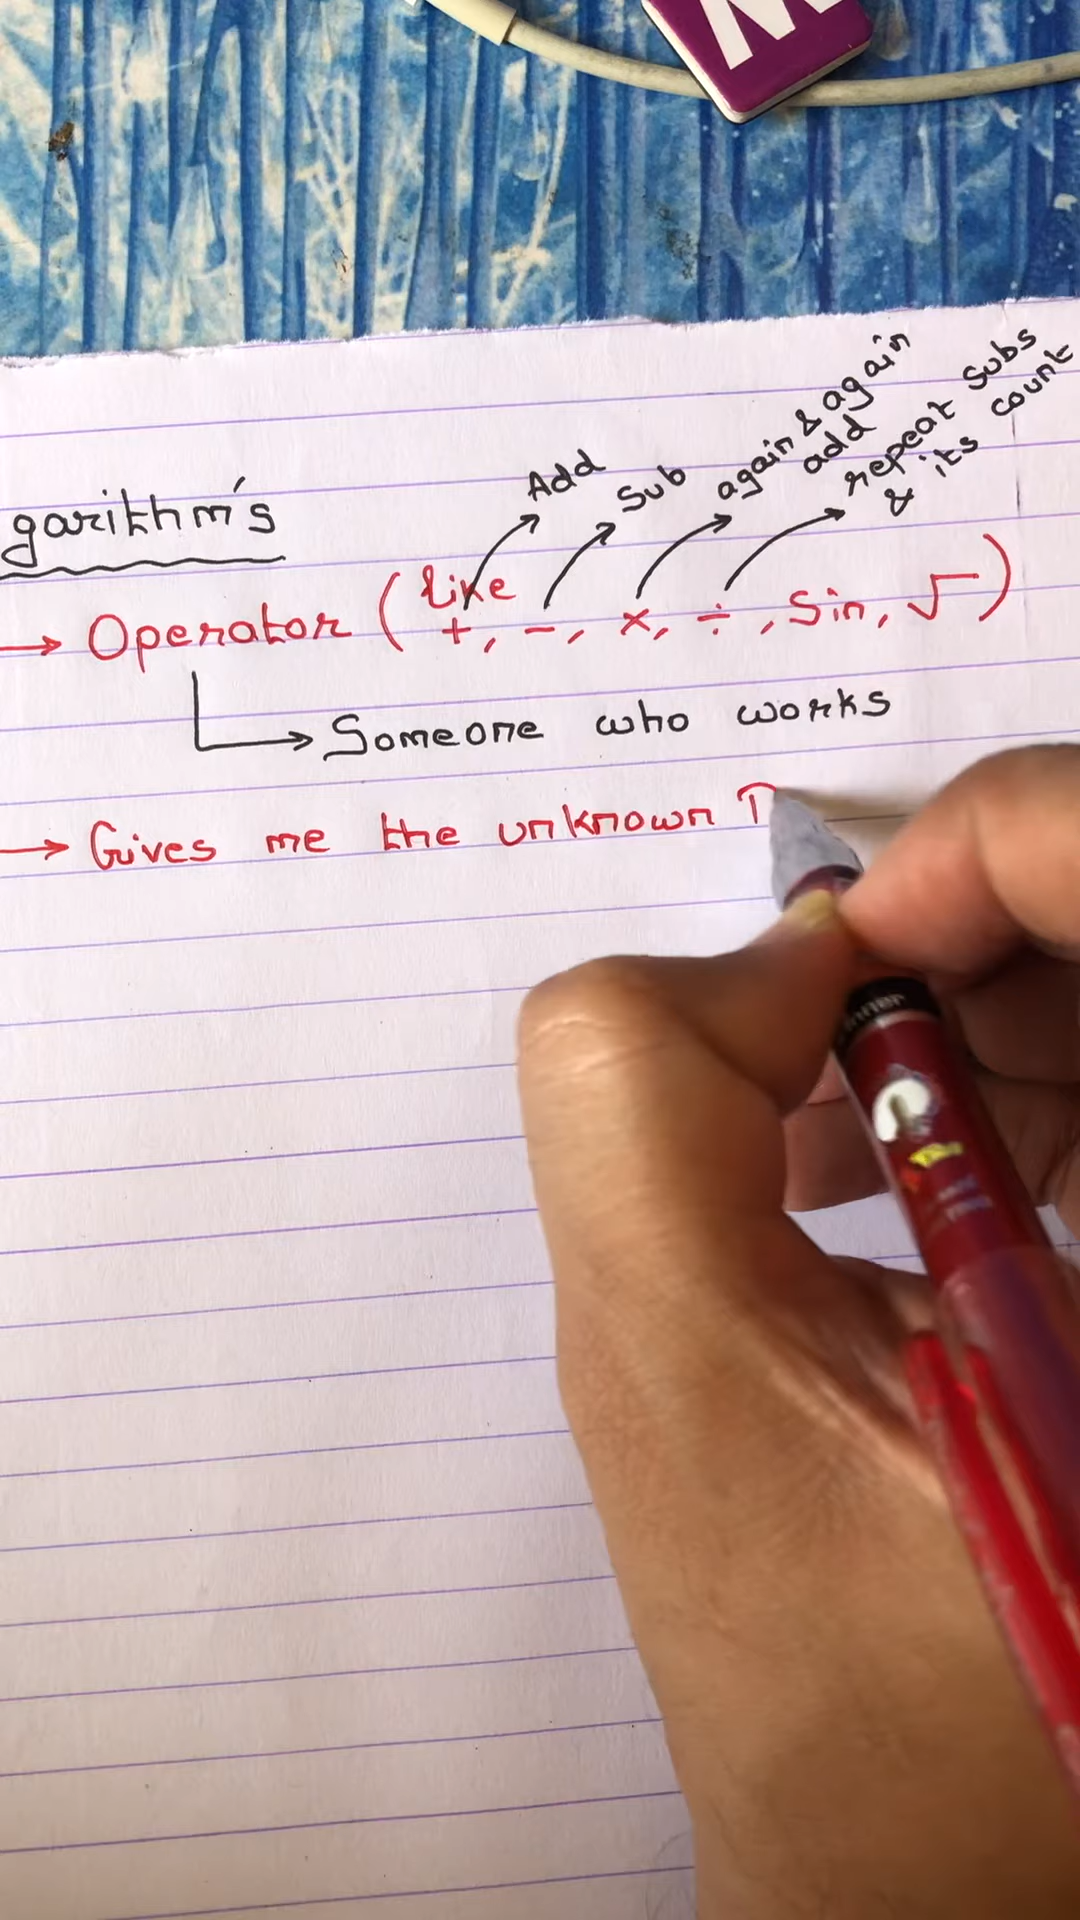 again & again
add
repeat subs
& its count
Add
Sub
garithm's
→ Operator (like
+, -, ×, ÷, Sin, √)
Someone who works
→ Gives me the unknown
nner